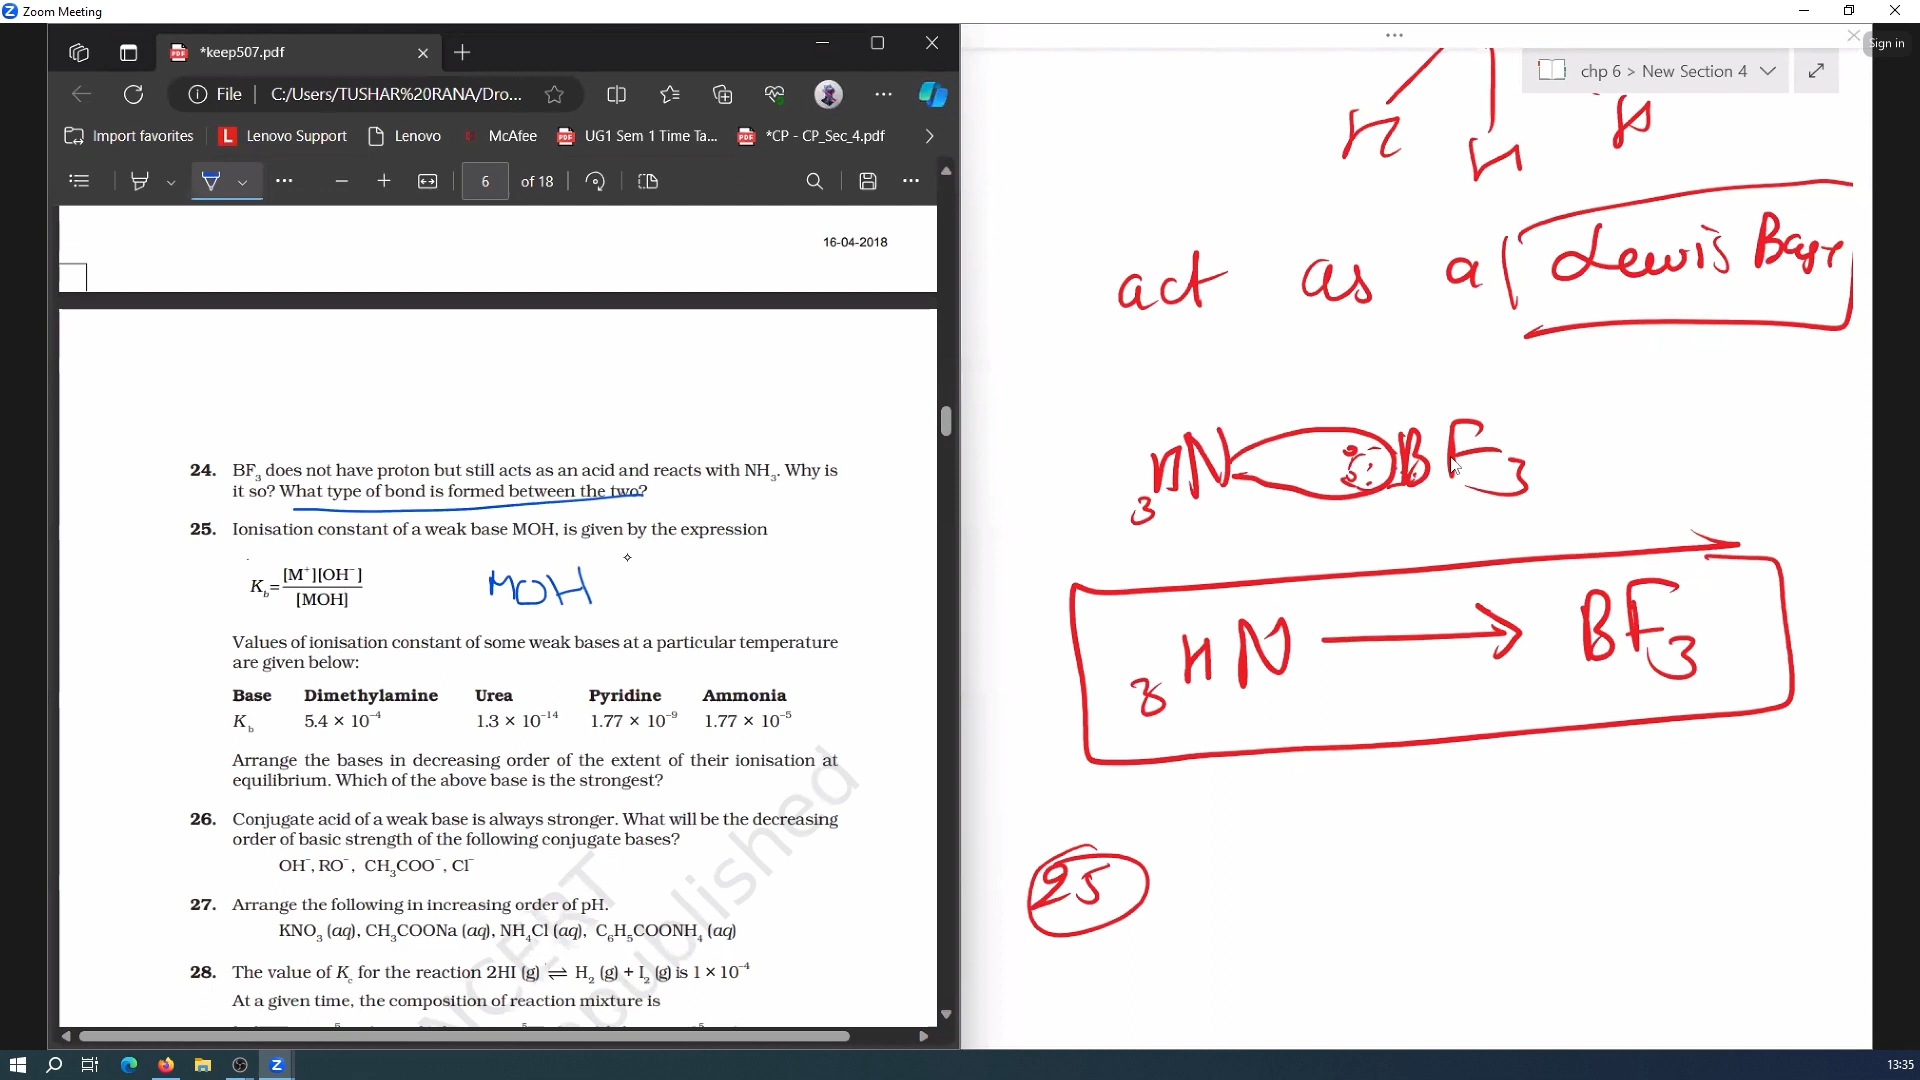 Zoom Meeting
Sign in
*keep507.pdf
File C:/Users/TUSHAR%20RANA/Dro...
Import favorites Lenovo Support Lenovo McAfee UG1 Sem 1 Time Ta... *CP - CP_Sec_4.pdf
6 of 18
16-04-2018
24. BF₃ does not have proton but still acts as an acid and reacts with NH₃. Why is
it so? What type of bond is formed between the two?
25. Ionisation constant of a weak base MOH, is given by the expression
K_b = [M⁺][OH⁻] / [MOH]
MOH
Values of ionisation constant of some weak bases at a particular temperature
are given below:
Base Dimethylamine Urea Pyridine Ammonia
K_b 5.4 × 10⁻⁴ 1.3 × 10⁻¹⁴ 1.77 × 10⁻⁹ 1.77 × 10⁻⁵
Arrange the bases in decreasing order of the extent of their ionisation at
equilibrium. Which of the above base is the strongest?
26. Conjugate acid of a weak base is always stronger. What will be the decreasing
order of basic strength of the following conjugate bases?
OH⁻, RO⁻, CH₃COO⁻, Cl⁻
27. Arrange the following in increasing order of pH.
KNO₃ (aq), CH₃COONa (aq), NH₄Cl (aq), C₆H₅COONH₄ (aq)
28. The value of K_c for the reaction 2HI (g) ⇌ H₂ (g) + I₂ (g) is 1 × 10⁻⁴
At a given time, the composition of reaction mixture is
NCERT
published
chp 6 > New Section 4
H H H
act as a Lewis Base
₃HN BF₃
₃HN → BF₃
25
13:35